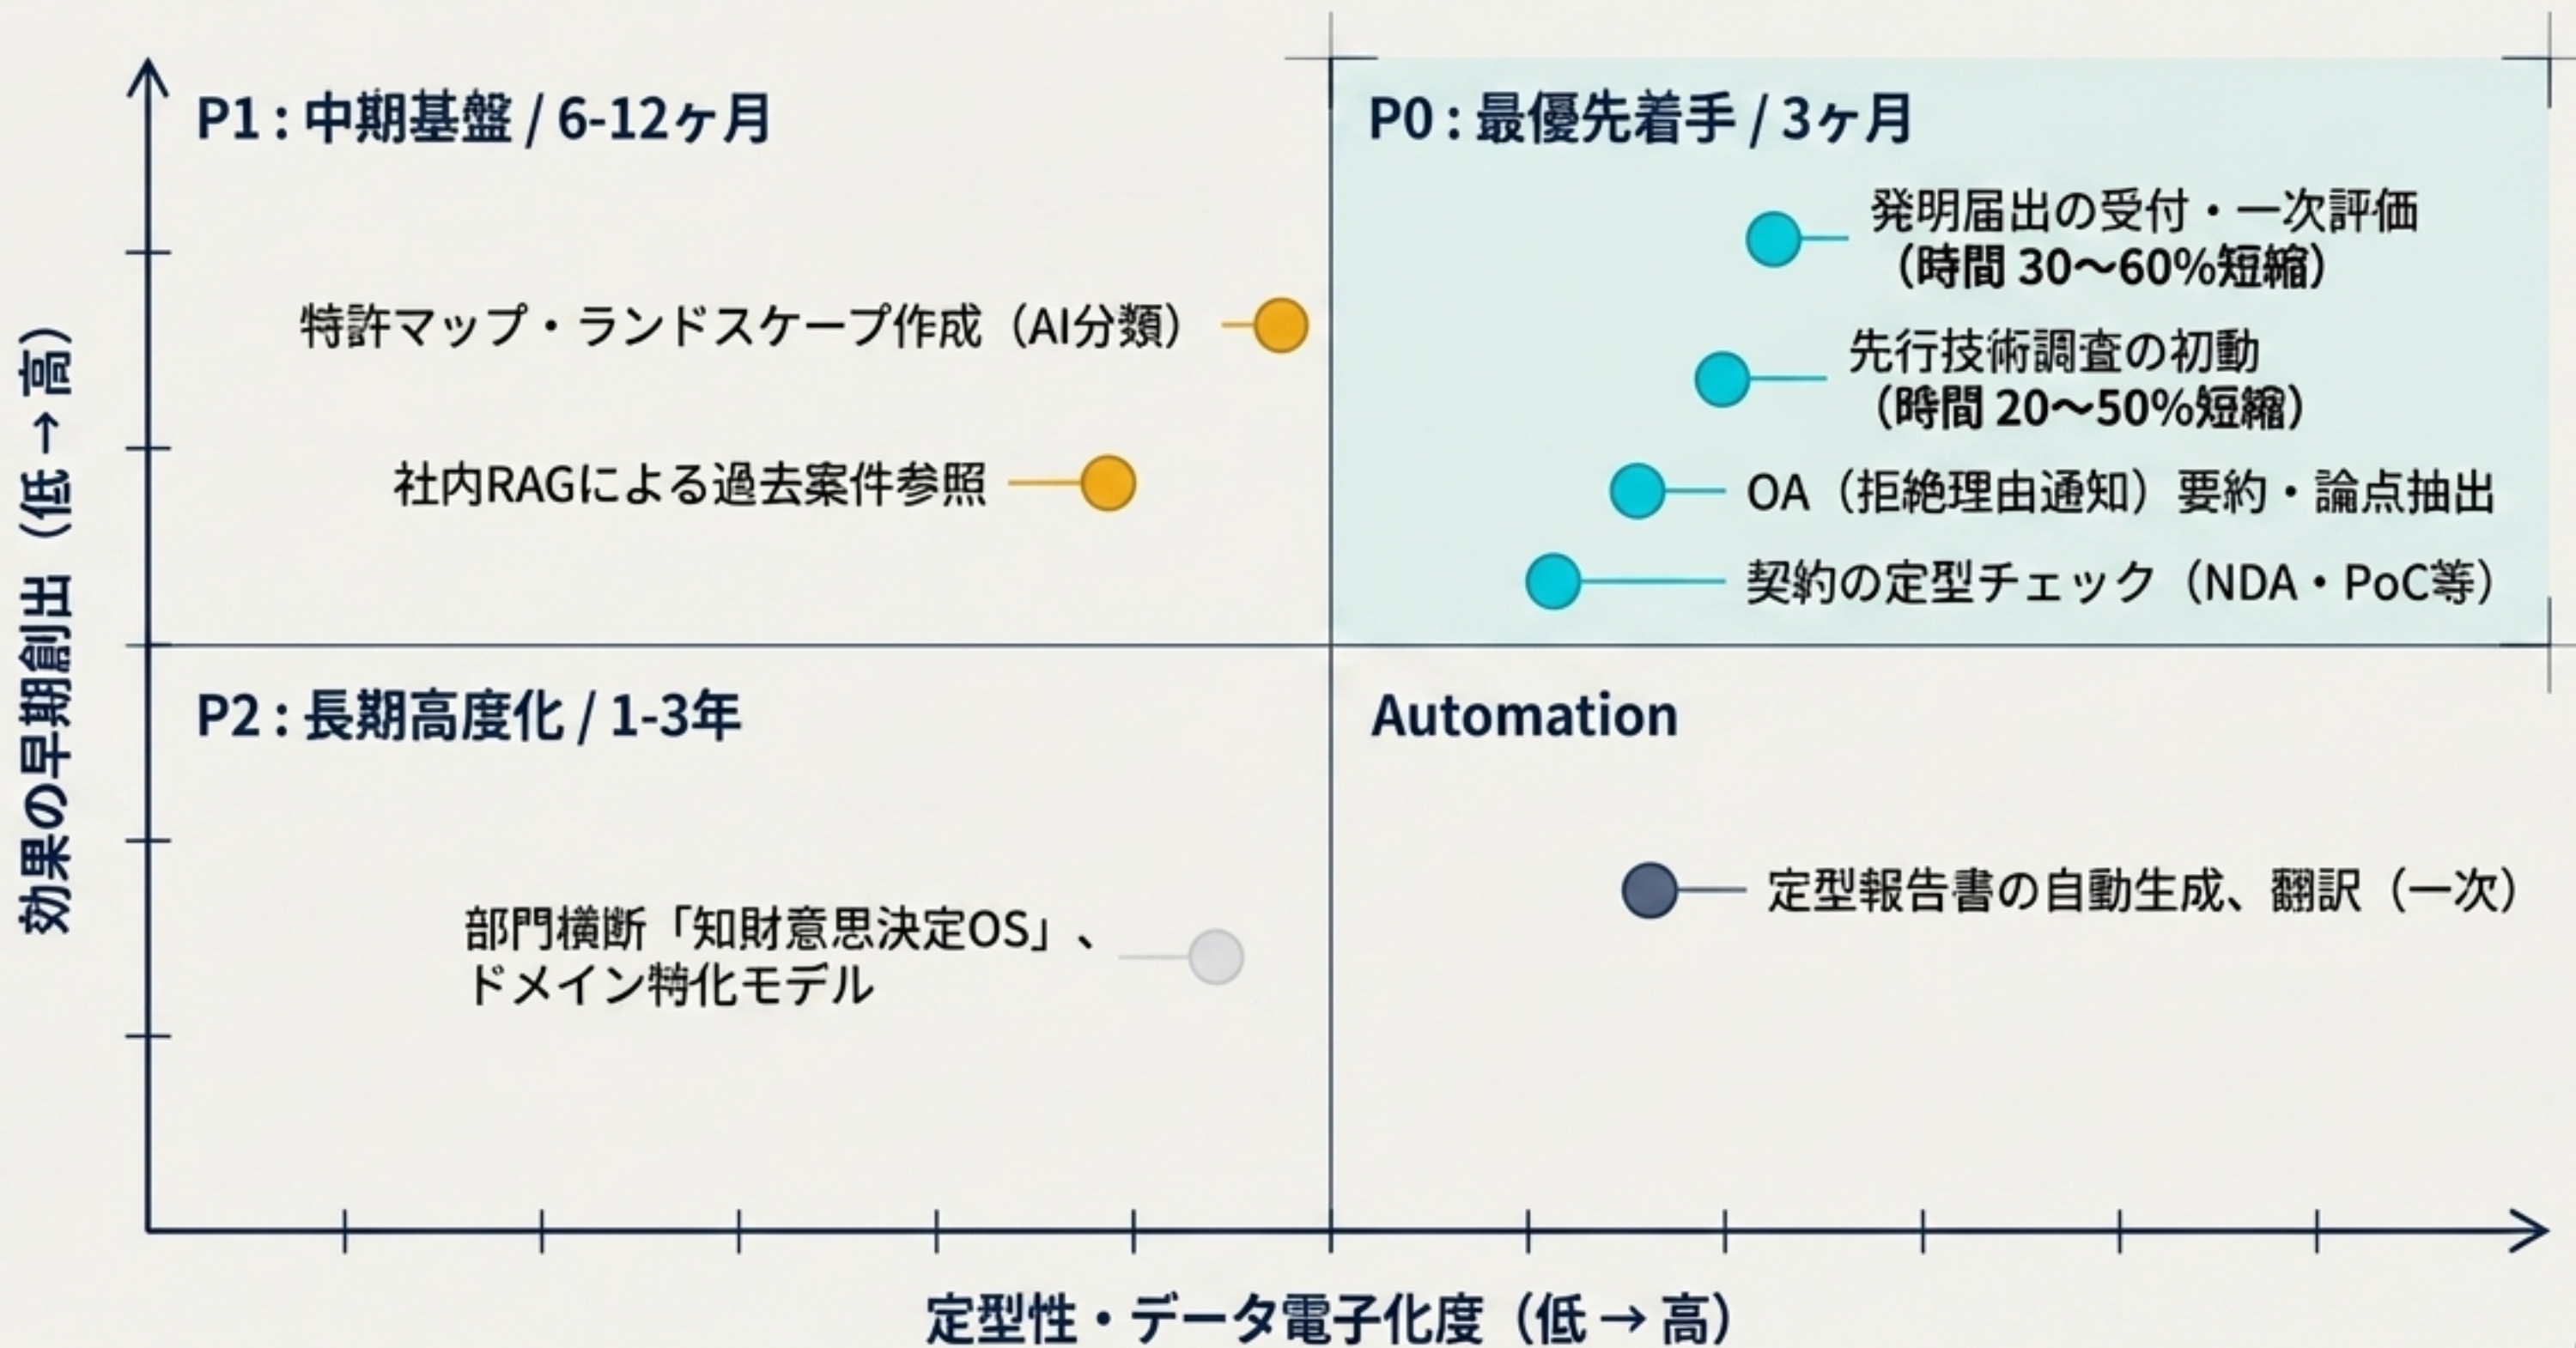 P1 : 中期基盤 / 6-12ヶ月
特許マップ・ランドスケープ作成（AI分類）
社内RAGによる過去案件参照
P0 : 最優先着手 / 3ヶ月
発明届出の受付・一次評価
（時間 30〜60%短縮）
先行技術調査の初動
（時間 20〜50%短縮）
OA（拒絶理由通知）要約・論点抽出
契約の定型チェック（NDA・PoC等）
P2 : 長期高度化 / 1-3年
部門横断「知財意思決定OS」、
ドメイン特化モデル
Automation
定型報告書の自動生成、翻訳（一次）
効果の早期創出（低 → 高）
定型性・データ電子化度（低 → 高）